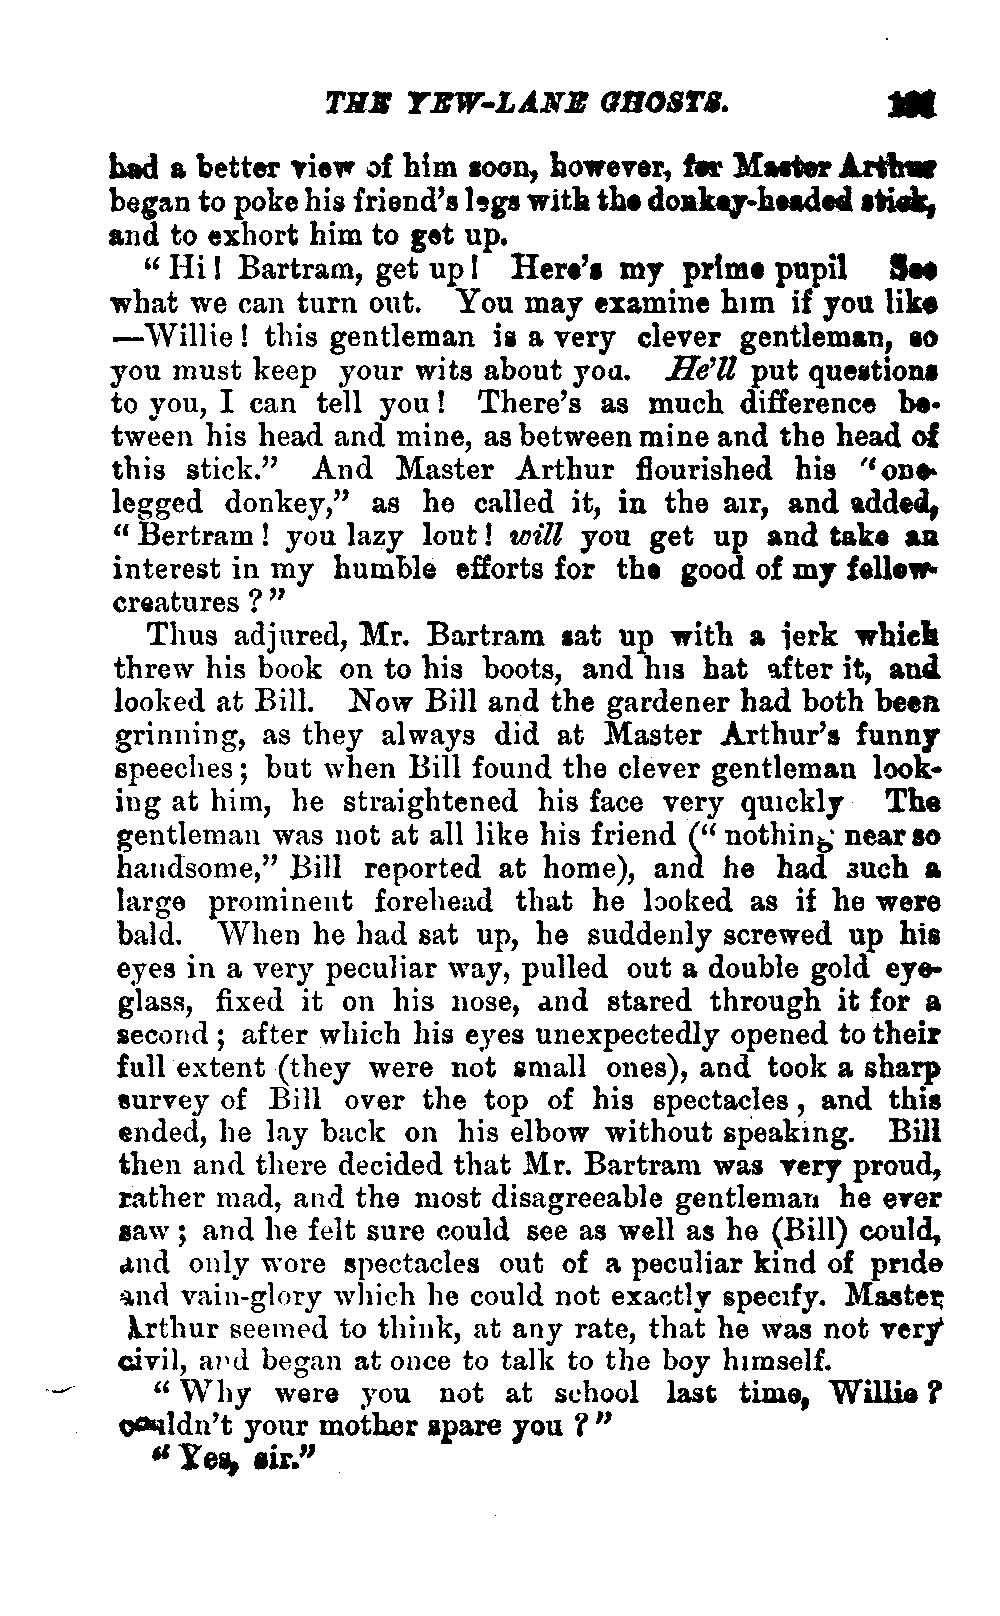 THE YEW-LANE GHOSTS.
had a better view of him soon, however, for Master Arthur
began to poke his friend's legs with the donkey-headed stick,
and to exhort him to get up.
“ Hi ! Bartram, get up ! Here's my prime pupil See
what we can turn out. You may examine him if you like
—Willie ! this gentleman is a very clever gentleman, so
you must keep your wits about you. He'll put questions
to you, I can tell you ! There's as much difference be-
tween his head and mine, as between mine and the head of
this stick.” And Master Arthur flourished his “one-
legged donkey,” as he called it, in the air, and added,
“ Bertram ! you lazy lout ! will you get up and take an
interest in my humble efforts for the good of my fellow-
creatures ?”
Thus adjured, Mr. Bartram sat up with a jerk which
threw his book on to his boots, and his hat after it, and
looked at Bill. Now Bill and the gardener had both been
grinning, as they always did at Master Arthur's funny
speeches ; but when Bill found the clever gentleman look-
ing at him, he straightened his face very quickly The
gentleman was not at all like his friend (“ nothing near so
handsome,” Bill reported at home), and he had such a
large prominent forehead that he looked as if he were
bald. When he had sat up, he suddenly screwed up his
eyes in a very peculiar way, pulled out a double gold eye-
glass, fixed it on his nose, and stared through it for a
second ; after which his eyes unexpectedly opened to their
full extent (they were not small ones), and took a sharp
survey of Bill over the top of his spectacles, and this
ended, he lay back on his elbow without speaking. Bill
then and there decided that Mr. Bartram was very proud,
rather mad, and the most disagreeable gentleman he ever
saw ; and he felt sure could see as well as he (Bill) could,
and only wore spectacles out of a peculiar kind of pride
and vain-glory which he could not exactly specify. Master
Arthur seemed to think, at any rate, that he was not very
civil, and began at once to talk to the boy himself.
“ Why were you not at school last time, Willie ?
couldn't your mother spare you ?”
“ Yes, sir.”